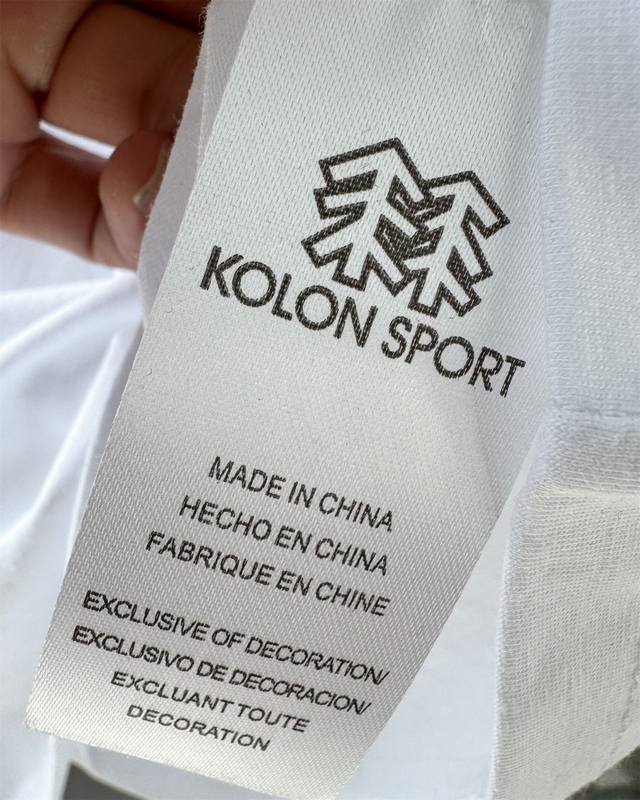 KOLON SPORT
MADE IN CHINA
HECHO EN CHINA
FABRIQUE EN CHINE
EXCLUSIVE OF DECORATION/
EXCLUSIVO DE DECORACION/
EXCLUANT TOUTE
DECORATION